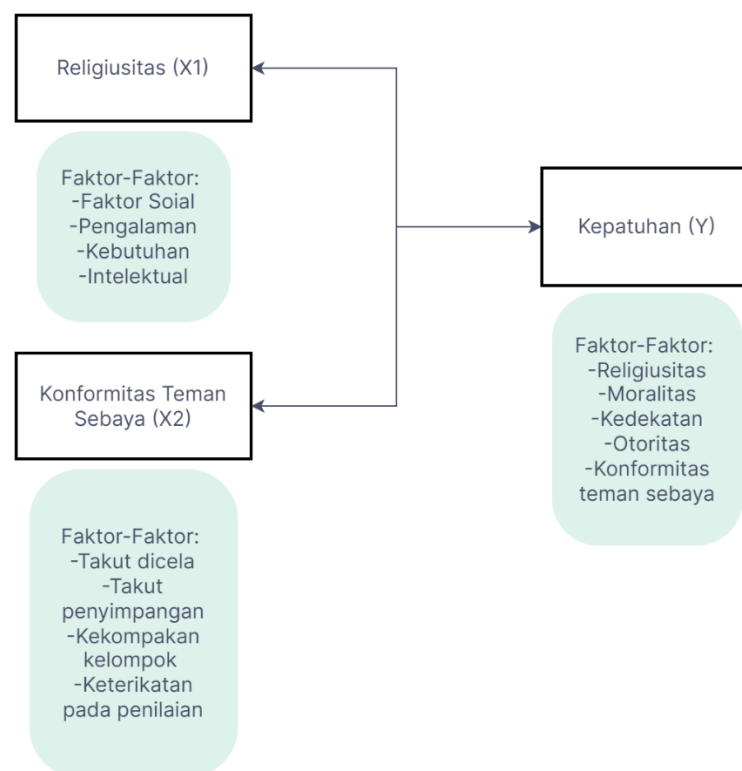 Religiusitas (X1)
Faktor-Faktor:
-Faktor Soial
-Pengalaman
-Kebutuhan
-Intelektual
Kepatuhan (Y)
Faktor-Faktor:
-Religiusitas
-Moralitas
-Kedekatan
-Otoritas
-Konformitas
teman sebaya
Konformitas Teman
Sebaya (X2)
Faktor-Faktor:
-Takut dicela
-Takut
penyimpangan
-Kekompakan
kelompok
-Keterikatan
pada penilaian